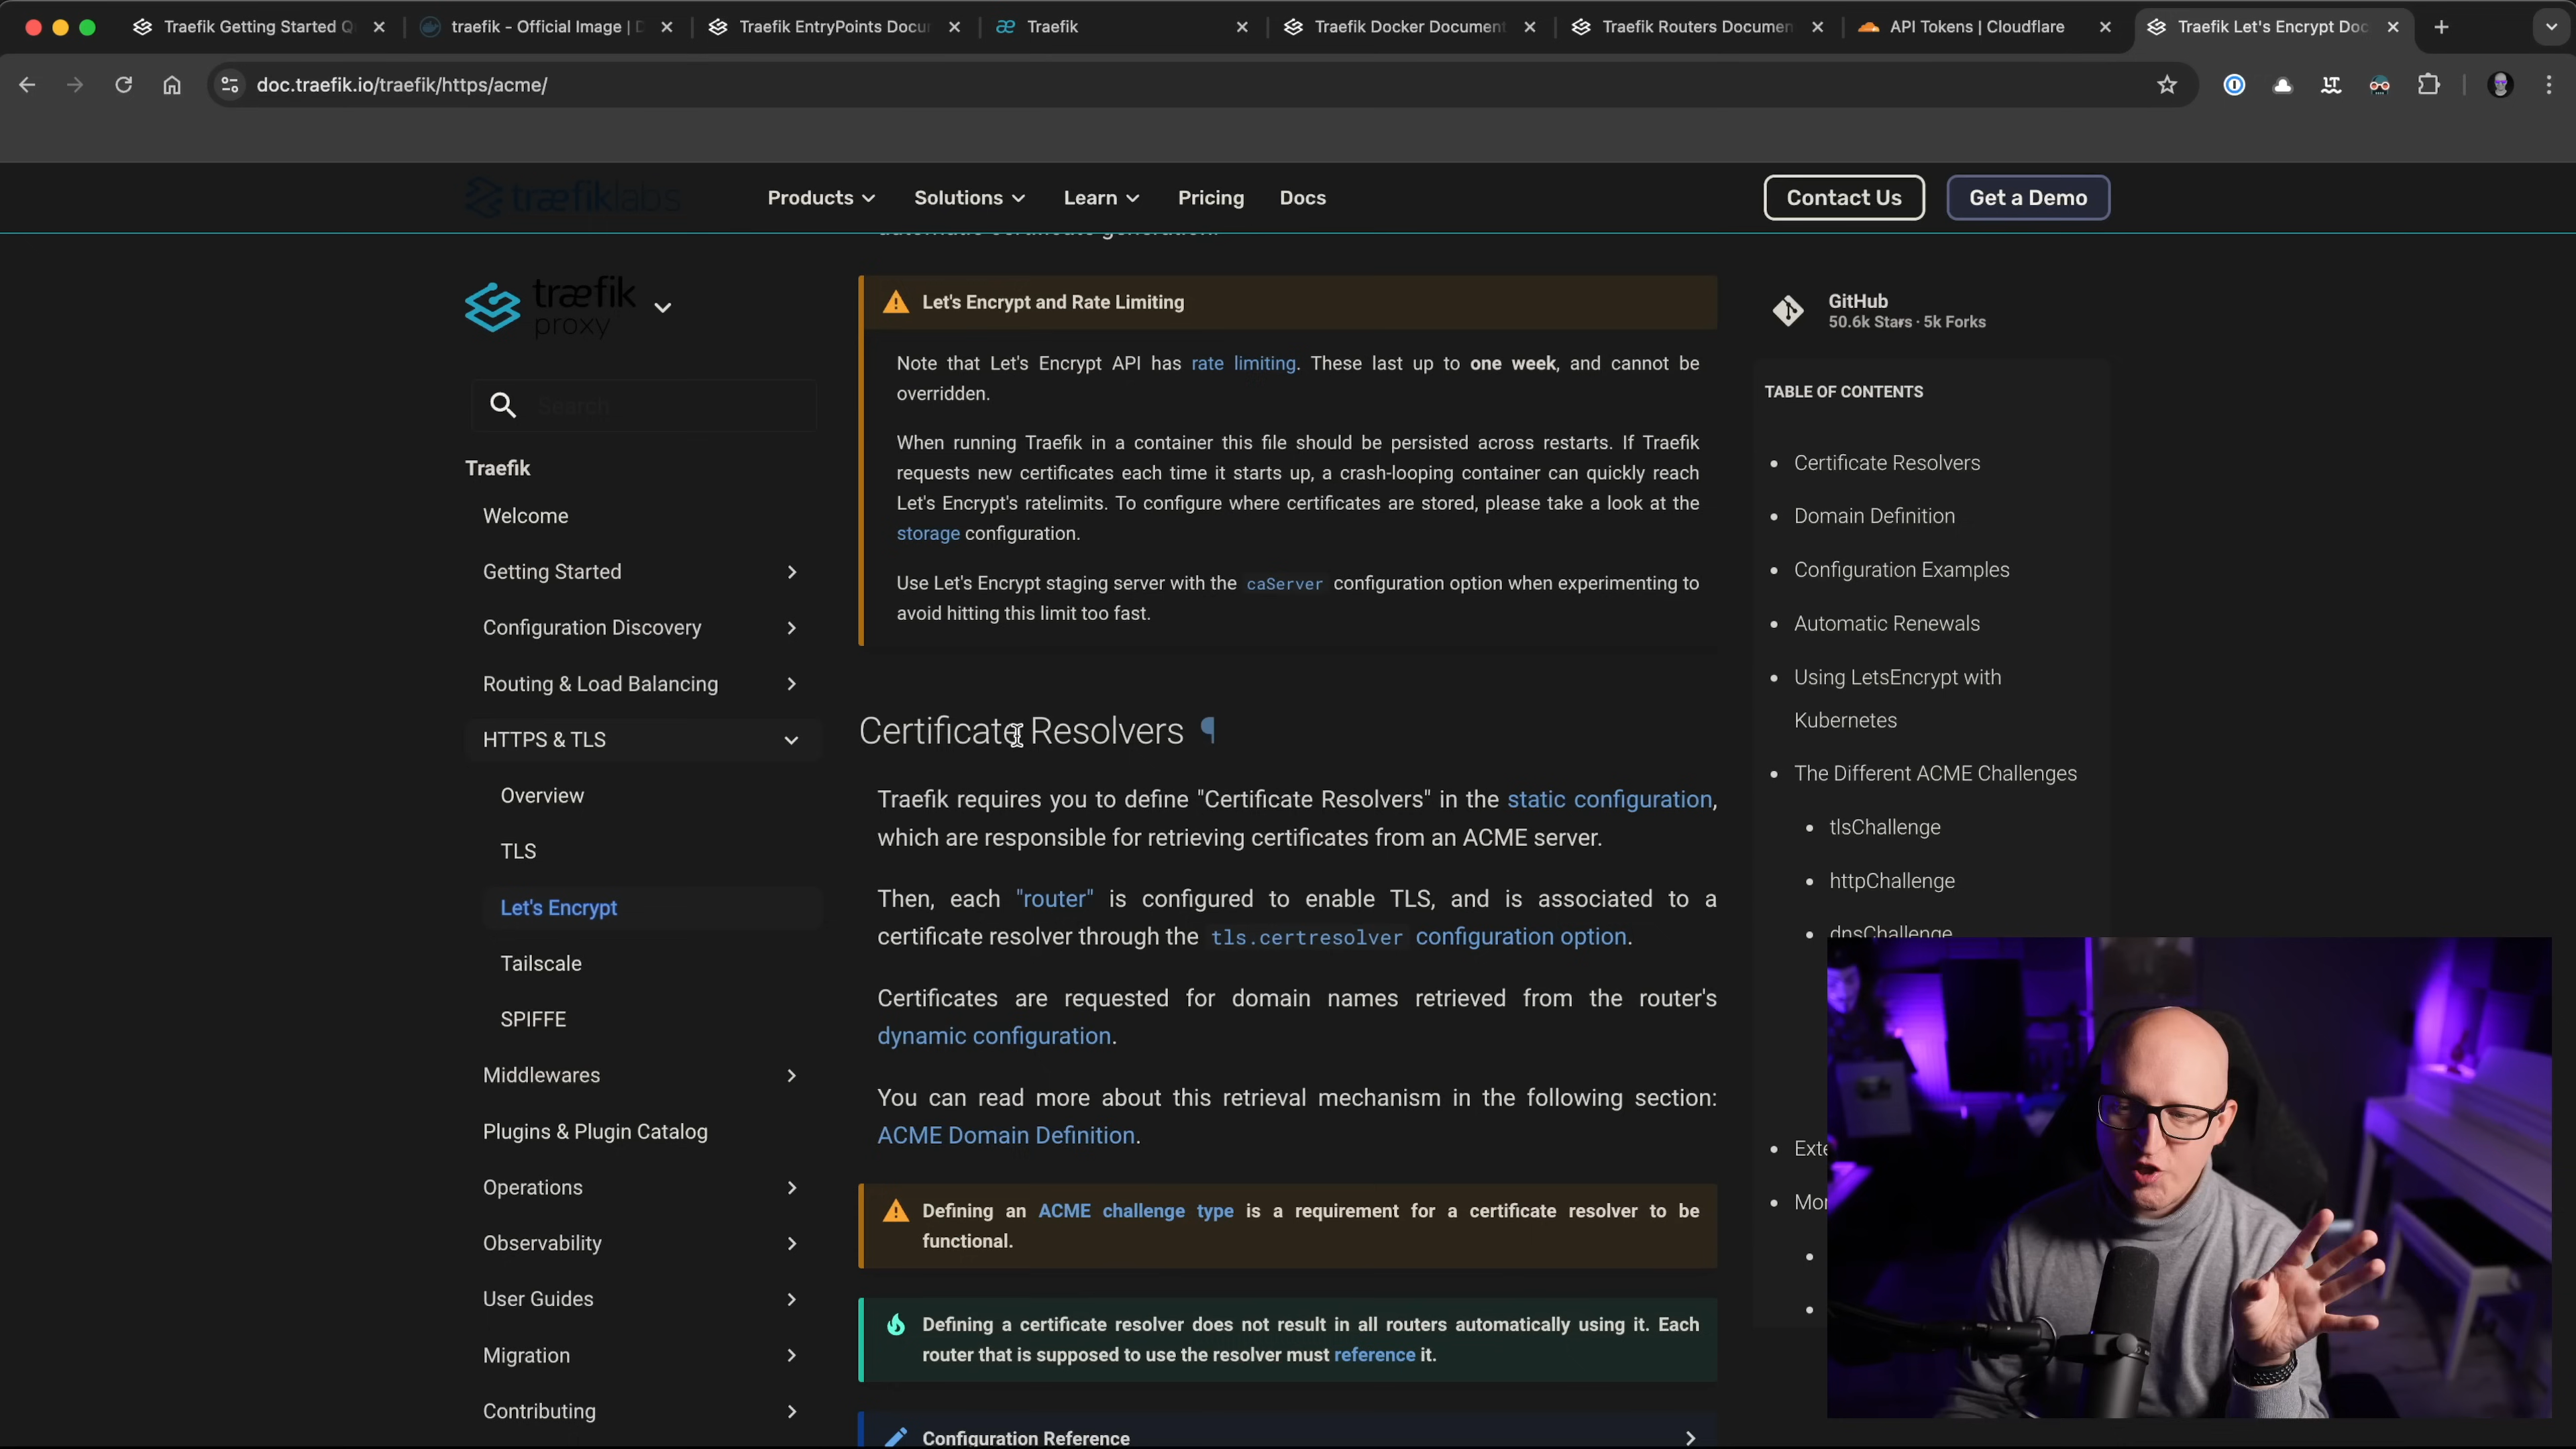 Traefik Getting Started Q
traefik - Official Image | D
Traefik EntryPoints Docu
Traefik
Traefik Docker Document
Traefik Routers Documen
API Tokens | Cloudflare
Traefik Let's Encrypt Doc
doc.traefik.io/traefik/https/acme/
træfiklabs
Products
Solutions
Learn
Pricing
Docs
Contact Us
Get a Demo
automatic certificate generation.
træfik
proxy
Search
Traefik
Welcome
Getting Started
Configuration Discovery
Routing & Load Balancing
HTTPS & TLS
Overview
TLS
Let's Encrypt
Tailscale
SPIFFE
Middlewares
Plugins & Plugin Catalog
Operations
Observability
User Guides
Migration
Contributing
Let's Encrypt and Rate Limiting
Note that Let's Encrypt API has rate limiting. These last up to one week, and cannot be
overridden.
When running Traefik in a container this file should be persisted across restarts. If Traefik
requests new certificates each time it starts up, a crash-looping container can quickly reach
Let's Encrypt's ratelimits. To configure where certificates are stored, please take a look at the
storage configuration.
Use Let's Encrypt staging server with the caServer configuration option when experimenting to
avoid hitting this limit too fast.
Certificate Resolvers ¶
Traefik requires you to define "Certificate Resolvers" in the static configuration,
which are responsible for retrieving certificates from an ACME server.
Then, each "router" is configured to enable TLS, and is associated to a
certificate resolver through the tls.certresolver configuration option.
Certificates are requested for domain names retrieved from the router's
dynamic configuration.
You can read more about this retrieval mechanism in the following section:
ACME Domain Definition.
Defining an ACME challenge type is a requirement for a certificate resolver to be
functional.
Defining a certificate resolver does not result in all routers automatically using it. Each
router that is supposed to use the resolver must reference it.
Configuration Reference
GitHub
50.6k Stars · 5k Forks
TABLE OF CONTENTS
Certificate Resolvers
Domain Definition
Configuration Examples
Automatic Renewals
Using LetsEncrypt with
Kubernetes
The Different ACME Challenges
tlsChallenge
httpChallenge
dnsChallenge
Exte
Mor